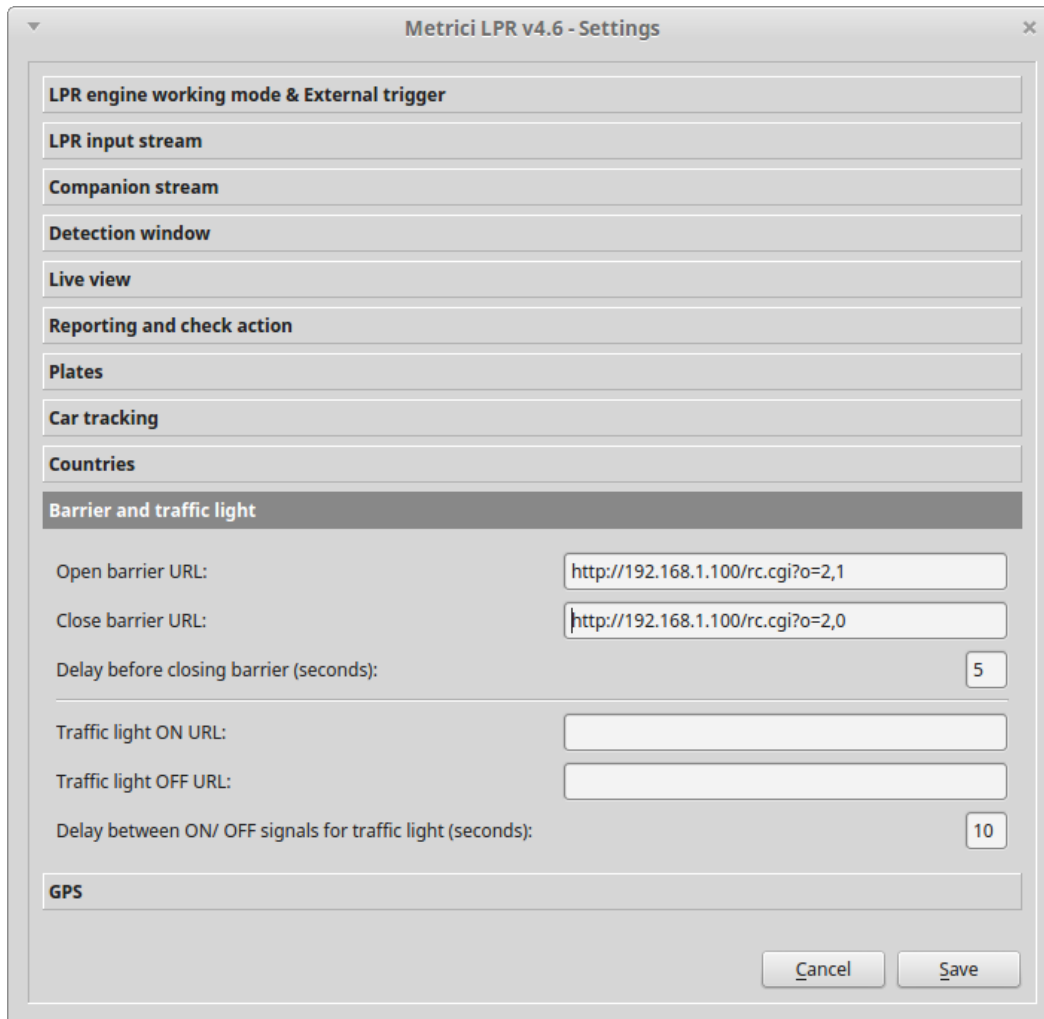 Metrici LPR v4.6 - Settings
LPR engine working mode & External trigger
LPR input stream
Companion stream
Detection window
Live view
Reporting and check action
Plates
Car tracking
Countries
Barrier and traffic light
Open barrier URL: http://192.168.1.100/rc.cgi?o=2,1
Close barrier URL: http://192.168.1.100/rc.cgi?o=2,0
Delay before closing barrier (seconds): 5
Traffic light ON URL:
Traffic light OFF URL:
Delay between ON/ OFF signals for traffic light (seconds): 10
GPS
Cancel Save